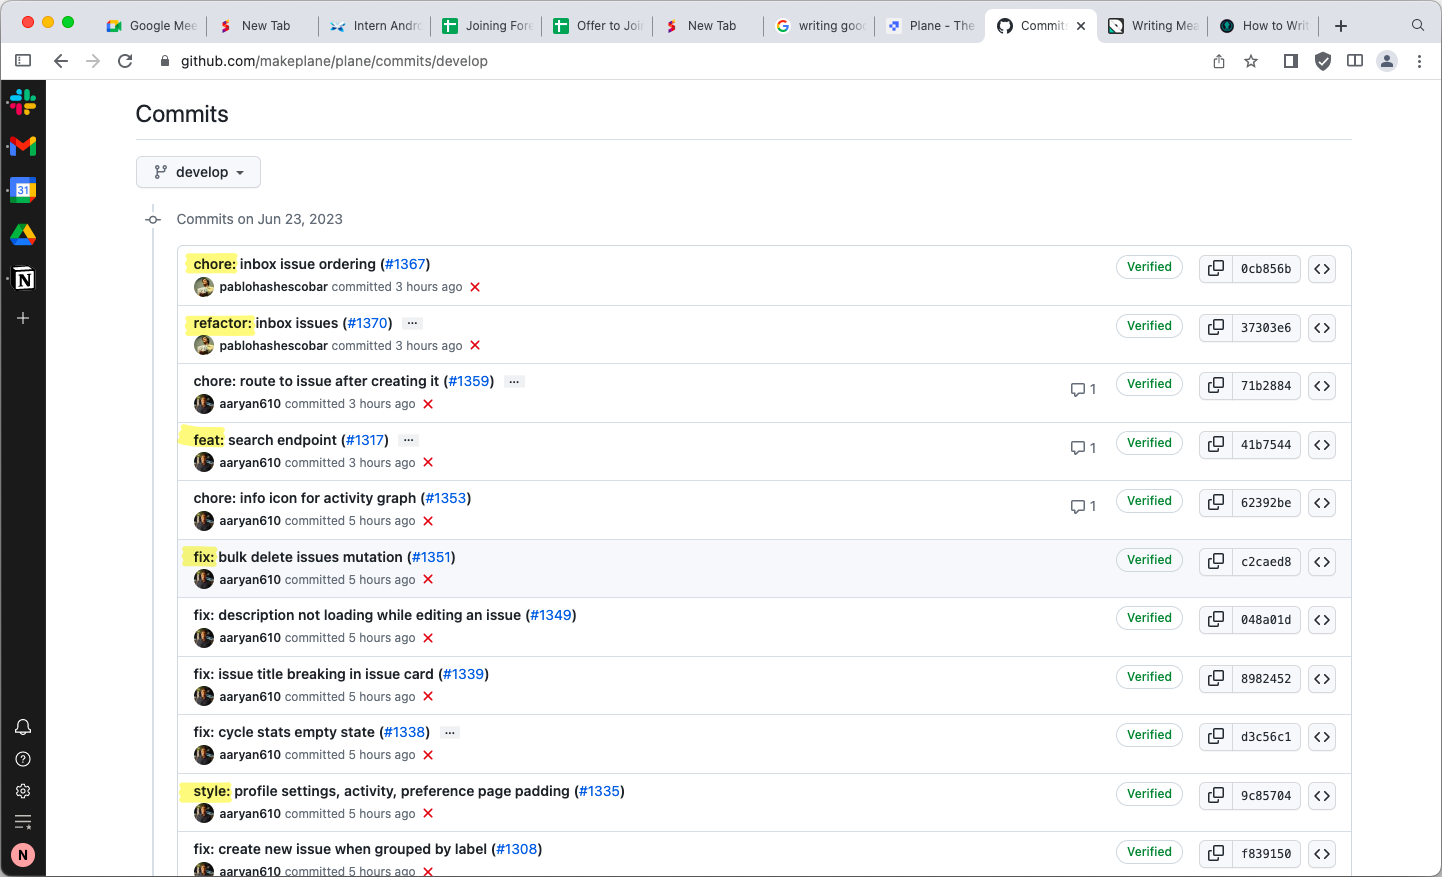 Google Mee
New Tab
Intern Andro
Joining Fore
Offer to Join
New Tab
writing good
Plane - The
Commits
Writing Mea
How to Writ
github.com/makeplane/plane/commits/develop
Commits
develop
Commits on Jun 23, 2023
chore: inbox issue ordering (#1367)
pablohashescobar committed 3 hours ago
Verified
0cb856b
refactor: inbox issues (#1370) ...
pablohashescobar committed 3 hours ago
Verified
37303e6
chore: route to issue after creating it (#1359) ...
aaryan610 committed 3 hours ago
1
Verified
71b2884
feat: search endpoint (#1317) ...
aaryan610 committed 3 hours ago
1
Verified
41b7544
chore: info icon for activity graph (#1353)
aaryan610 committed 5 hours ago
1
Verified
62392be
fix: bulk delete issues mutation (#1351)
aaryan610 committed 5 hours ago
Verified
c2caed8
fix: description not loading while editing an issue (#1349)
aaryan610 committed 5 hours ago
Verified
048a01d
fix: issue title breaking in issue card (#1339)
aaryan610 committed 5 hours ago
Verified
8982452
fix: cycle stats empty state (#1338) ...
aaryan610 committed 5 hours ago
Verified
d3c56c1
style: profile settings, activity, preference page padding (#1335)
aaryan610 committed 5 hours ago
Verified
9c85704
fix: create new issue when grouped by label (#1308)
aaryan610 committed 5 hours ago
Verified
f839150
31
N
N